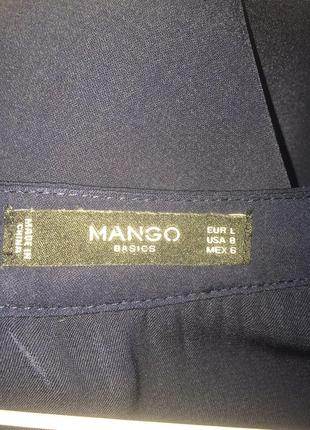 MADE IN
CHINA
MANGO
BASICS
EUR L
USA 8
MEX 6